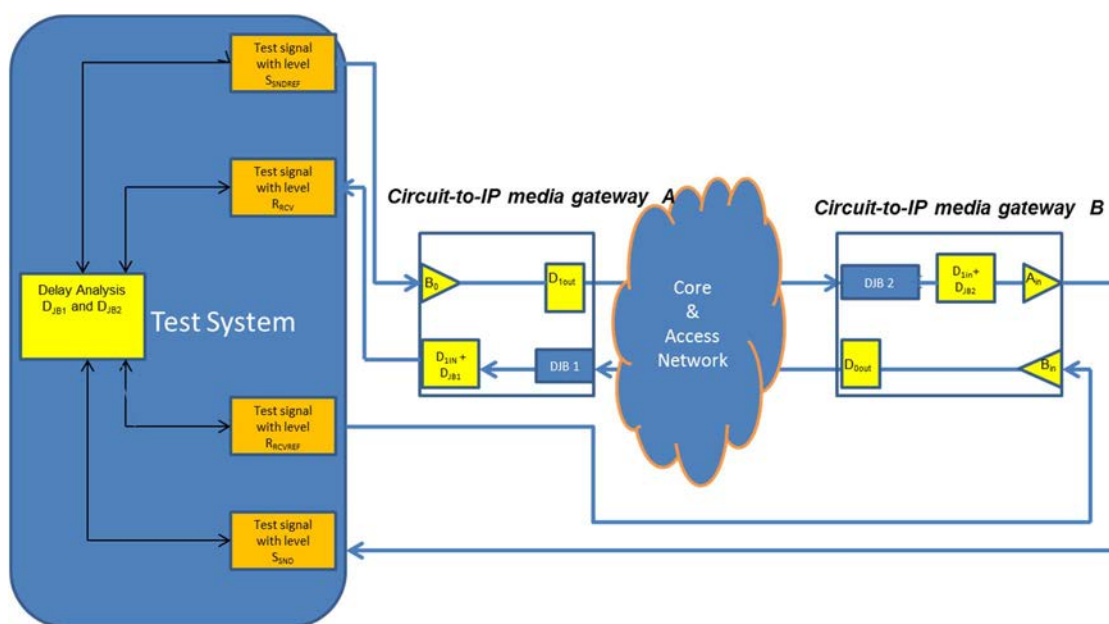 Test signal
with level
SSNDREF
Test signal
with level
RRCV
Delay Analysis
DJB1 and DJB2
Test System
Test signal
with level
RRCVREF
Test signal
with level
SSND
Circuit-to-IP media gateway A
B0
D1out
D1IN +
DJB1
DJB 1
Core
&
Access
Network
Circuit-to-IP media gateway B
DJB 2
D1in+
DJB2
Ain
D0out
Bin